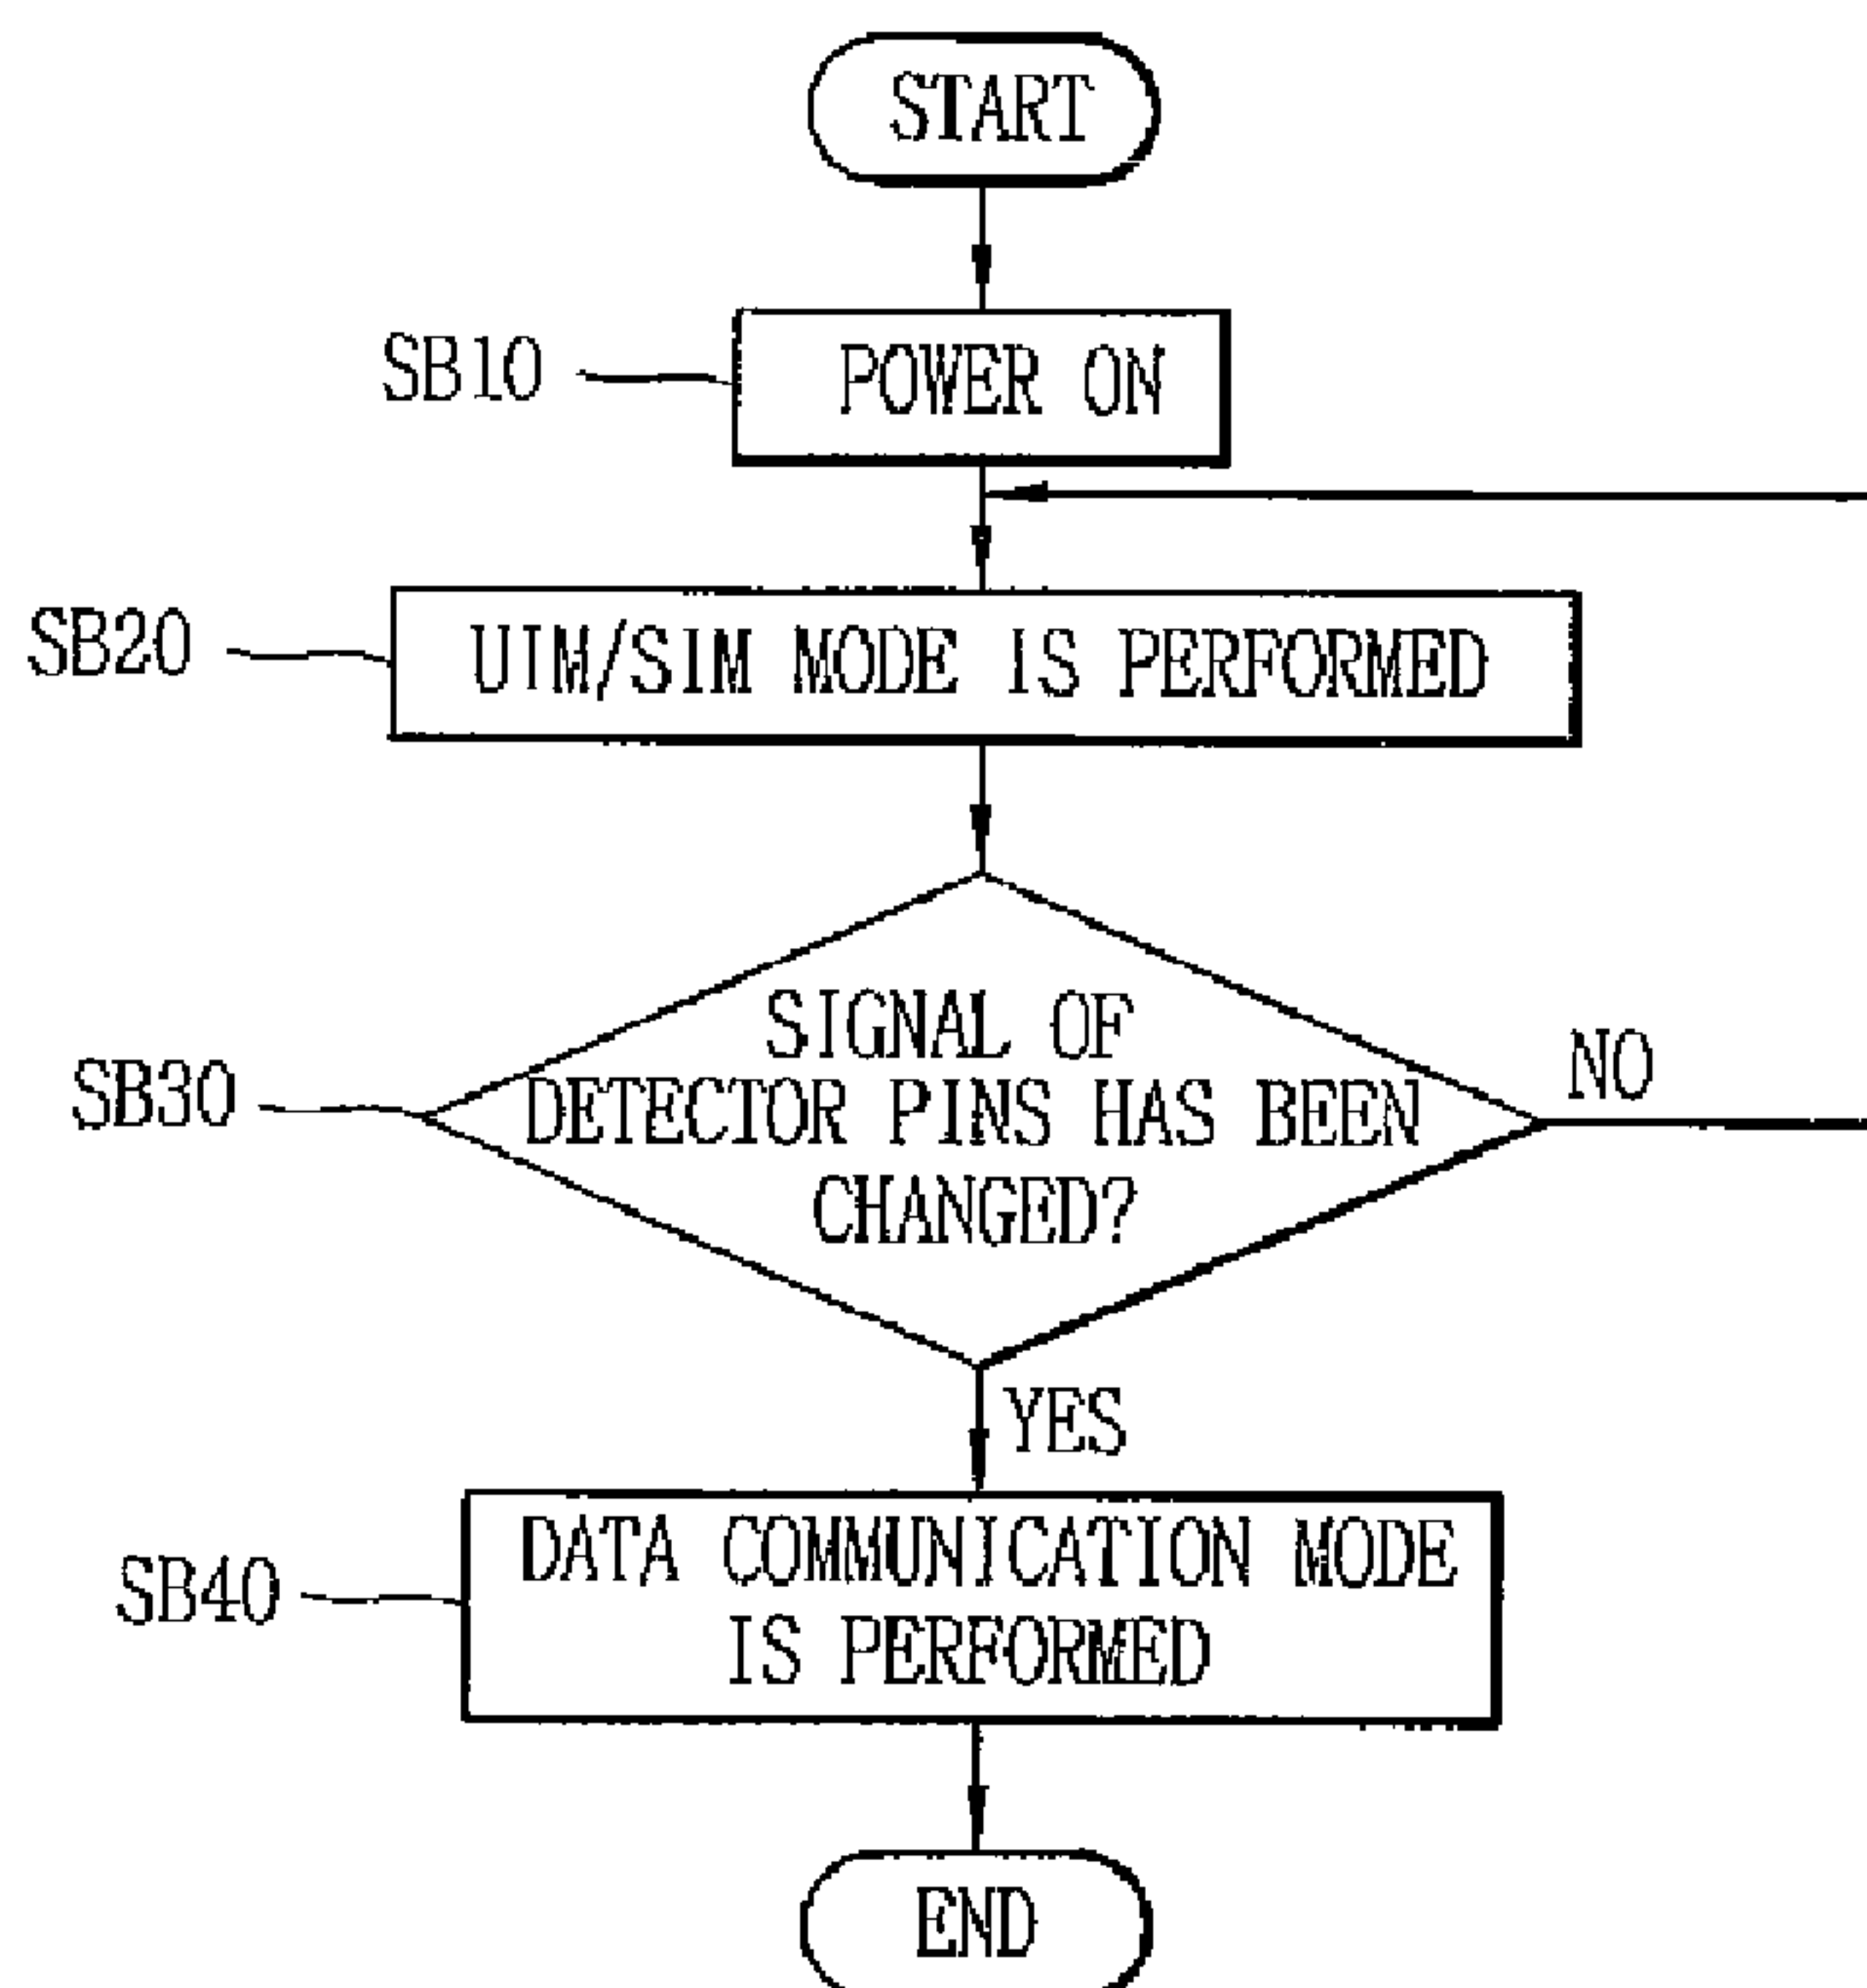 START
SB10
POWER ON
SB20
UIM/SIM MODE IS PERFORMED
SIGNAL OF
SB30
DETECTOR PINS HAS BEEN
NO
CHANGED?
YES
SB40
DATA COMMUNICATION MODE
IS PERFORMED
END